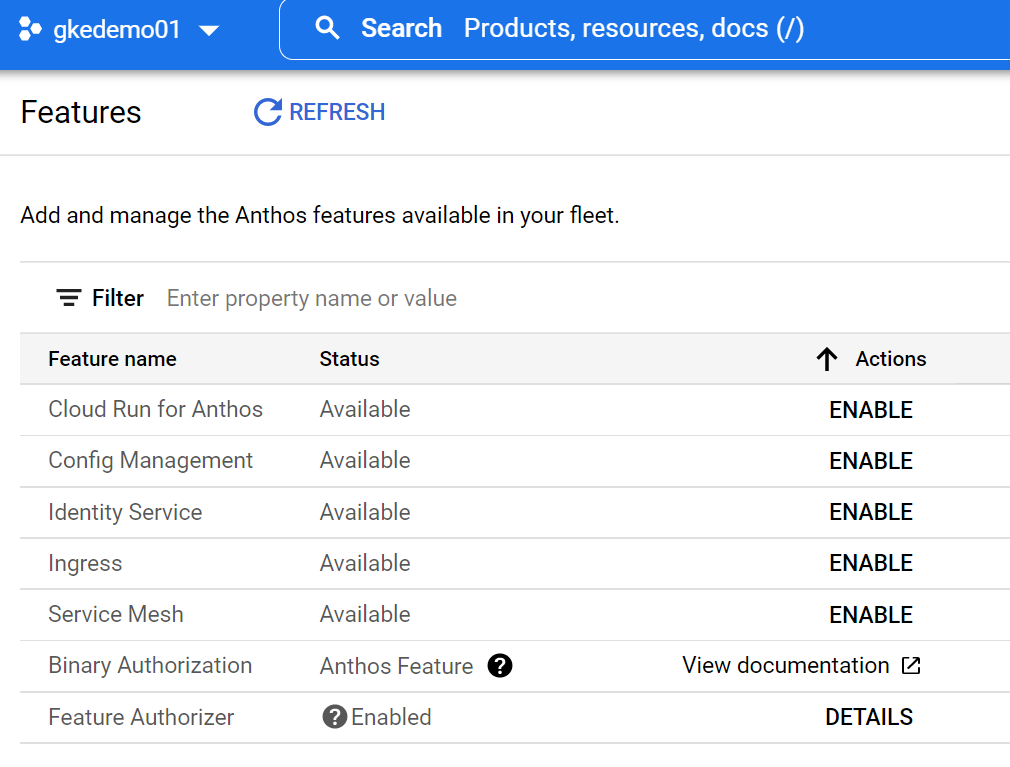 gkedemo01 Search Products, resources, docs (/)
Features REFRESH
Add and manage the Anthos features available in your fleet.
Filter Enter property name or value
Feature name Status Actions
Cloud Run for Anthos Available ENABLE
Config Management Available ENABLE
Identity Service Available ENABLE
Ingress Available ENABLE
Service Mesh Available ENABLE
Binary Authorization Anthos Feature ? View documentation
Feature Authorizer ? Enabled DETAILS